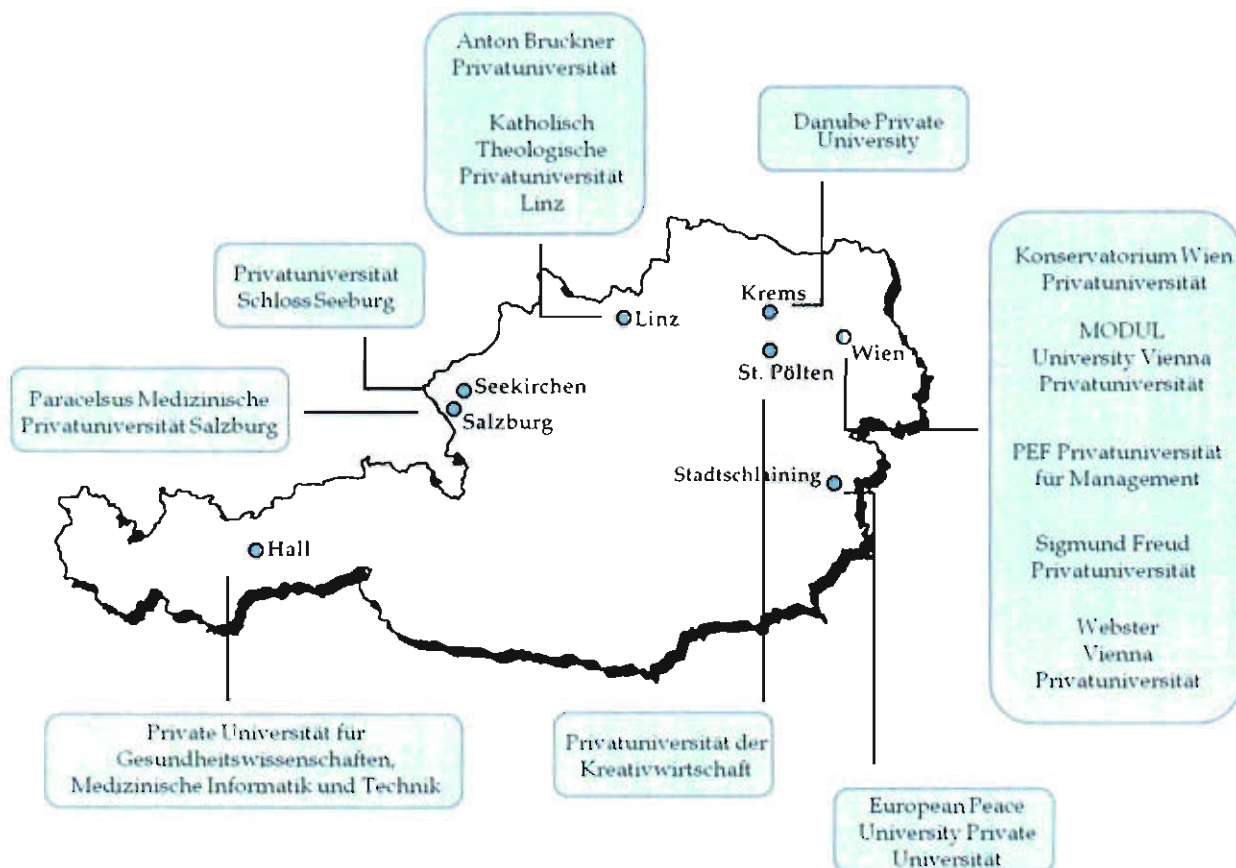 Anton Bruckner
Privatuniversität
Katholisch
Theologische
Privatuniversität
Linz
Danube Private
University
Privatuniversität
Schloss Seeburg
Konservatorium Wien
Privatuniversität
MODUL
University Vienna
Privatuniversität
PEF Privatuniversität
für Management
Sigmund Freud
Privatuniversität
Webster
Vienna
Privatuniversität
Paracelsus Medizinische
Privatuniversität Salzburg
Krems
Linz
Wien
St. Pölten
Seekirchen
Salzburg
Stadtschlaining
Hall
Private Universität für
Gesundheitswissenschaften,
Medizinische Informatik und Technik
Privatuniversität der
Kreativwirtschaft
European Peace
University Private
Universität